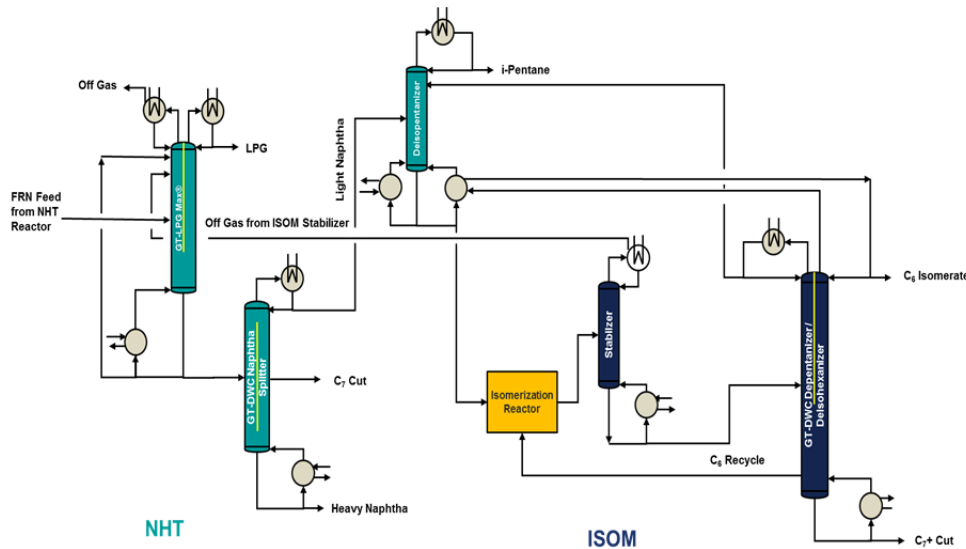 Off Gas
LPG
FRN Feed
from NHT
Reactor
GT-LPG Max®
Off Gas from ISOM Stabilizer
Light Naphtha
Deisopentanizer
i-Pentane
GT-DWC Naphtha
Splitter
C₇ Cut
Heavy Naphtha
NHT
Isomerization
Reactor
Stabilizer
GT-DWC Depentanizer /
Deisohexanizer
C₆ Isomerate
C₆ Recycle
C₇+ Cut
ISOM